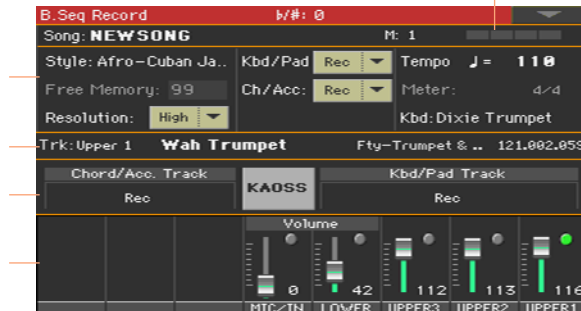 B.Seq Record ♭/#: 0
Song: NEWSONG M: 1
Style: Afro-Cuban Ja.. Kbd/Pad Rec Tempo ♩= 110
Free Memory: 99 Ch/Acc: Rec Meter: 4/4
Resolution: High Kbd: Dixie Trumpet
Trk: Upper 1 Wah Trumpet Fty-Trumpet & .. 121.002.059
Chord/Acc. Track KAOSS Kbd/Pad Track
Rec Rec
Volume
0 42 112 113 116
MIC/IN LOWER UPPER3 UPPER2 UPPER1